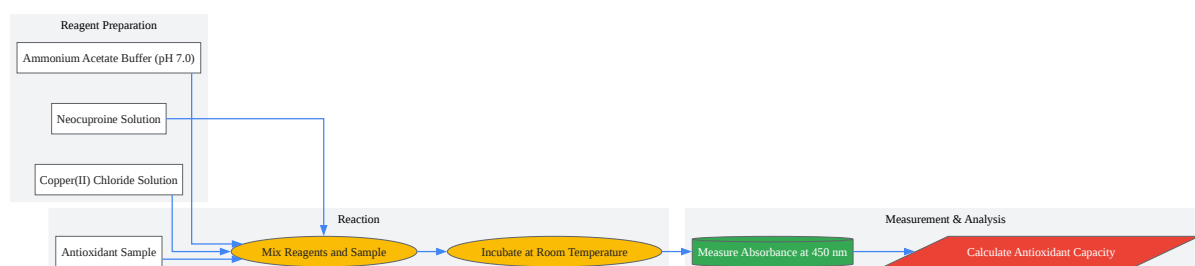 Reagent Preparation
Ammonium Acetate Buffer (pH 7.0)
Neocuproine Solution
Copper(II) Chloride Solution
Reaction
Antioxidant Sample
Mix Reagents and Sample
Incubate at Room Temperature
Measurement & Analysis
Measure Absorbance at 450 nm
Calculate Antioxidant Capacity